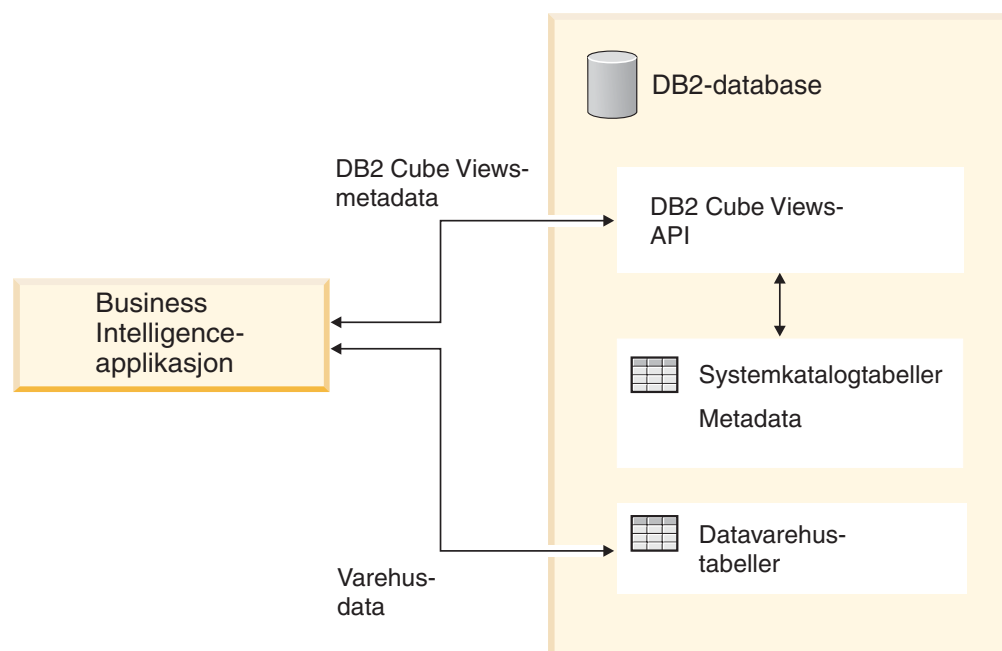 DB2-database
DB2 Cube Views-
metadata
DB2 Cube Views-
API
Business
Intelligence-
applikasjon
Systemkatalogtabeller
Metadata
Datavarehus-
tabeller
Varehus-
data